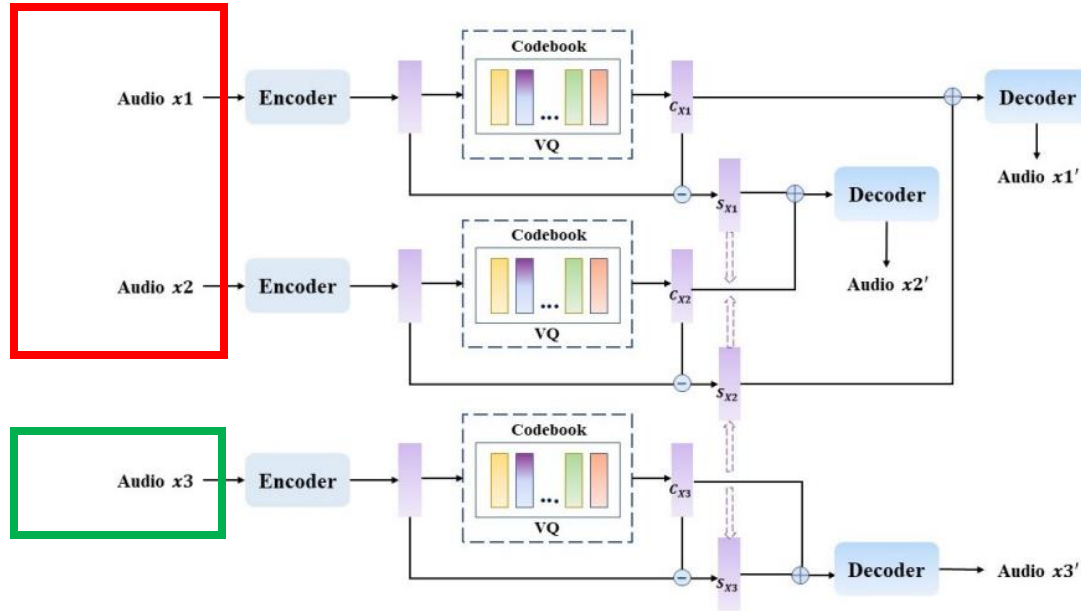 Codebook
Audio x1
Encoder
...
C_X1
Decoder
VQ
Audio x1′
S_X1
Decoder
Codebook
Audio x2
Encoder
...
C_X2
Audio x2′
VQ
S_X2
Codebook
Audio x3
Encoder
...
C_X3
VQ
S_X3
Decoder
Audio x3′